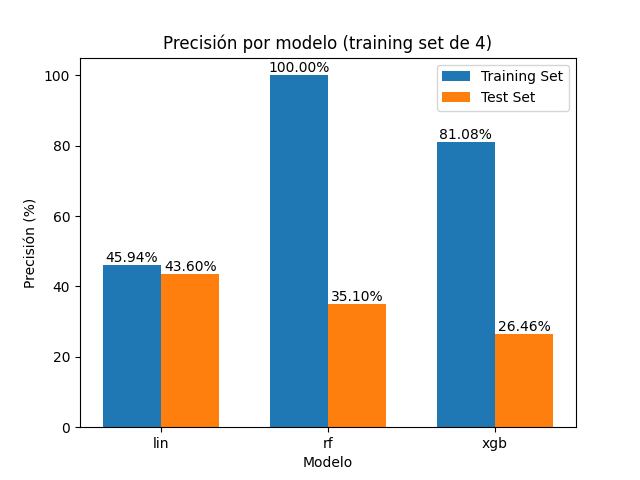 Precisión por modelo (training set de 4)
Training Set
Test Set
100.00%
81.08%
45.94%
43.60%
35.10%
26.46%
Precisión (%)
100
80
60
40
20
0
lin
rf
xgb
Modelo